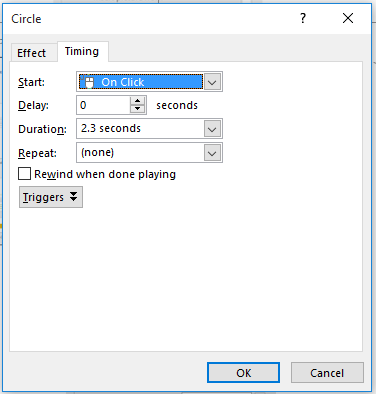 Circle
Effect Timing
Start: On Click
Delay: 0 seconds
Duration: 2.3 seconds
Repeat: (none)
Rewind when done playing
Triggers
OK Cancel